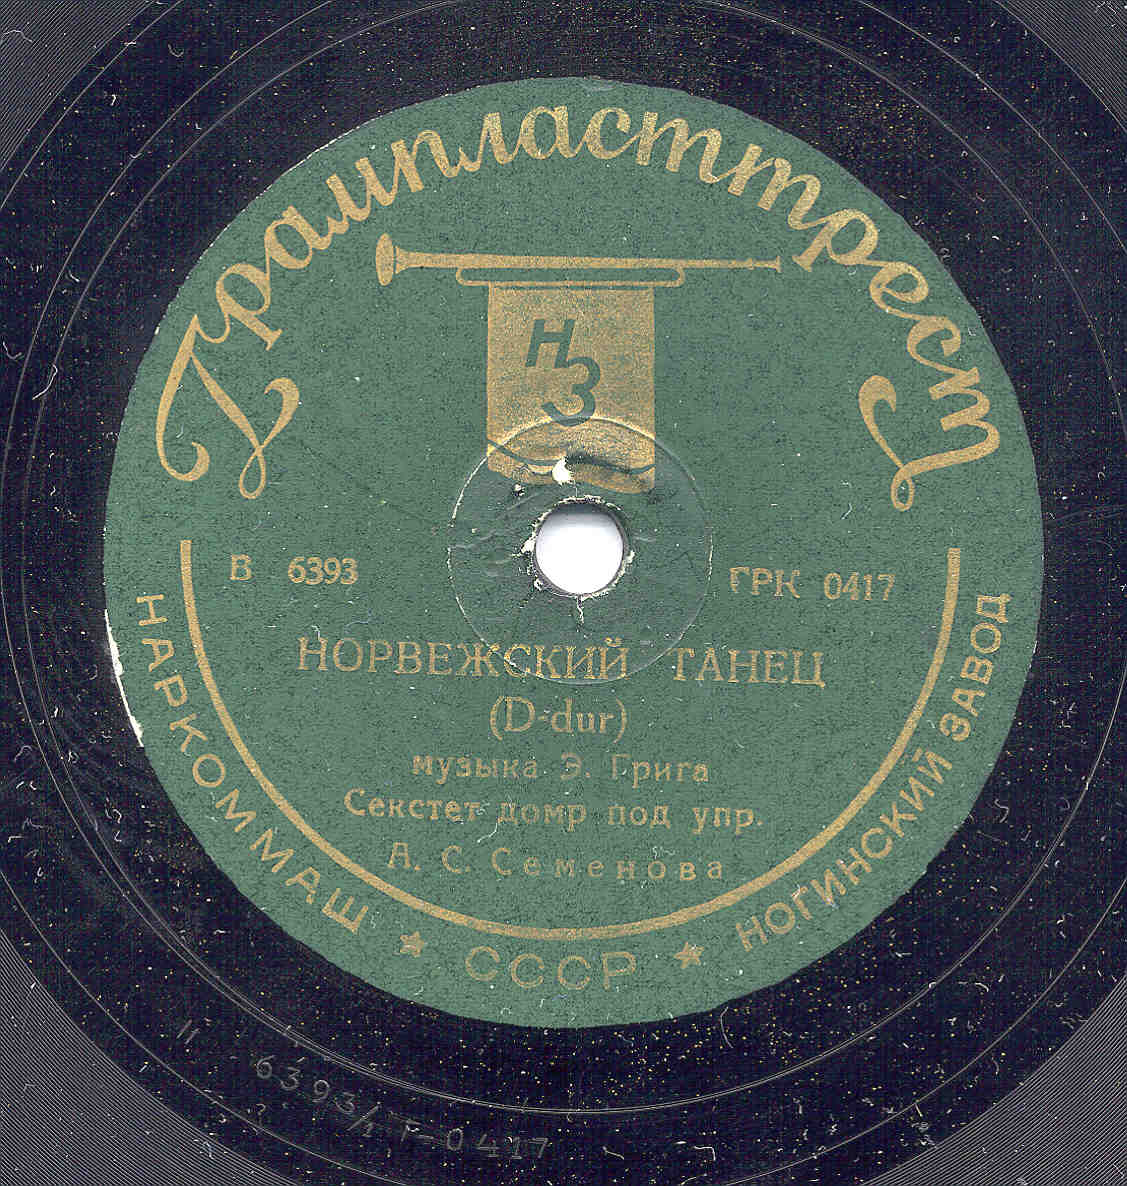 Грампласттрест
НЗ
В 6393
ГРК 0417
НОРВЕЖСКИЙ ТАНЕЦ
(D-dur)
музыка Э. Грига
Секстет домр под упр.
А. С. Семенова
НАРКОММАШ ★ СССР ★ НОГИНСКИЙ ЗАВОД
II 6393/1 Г-0417